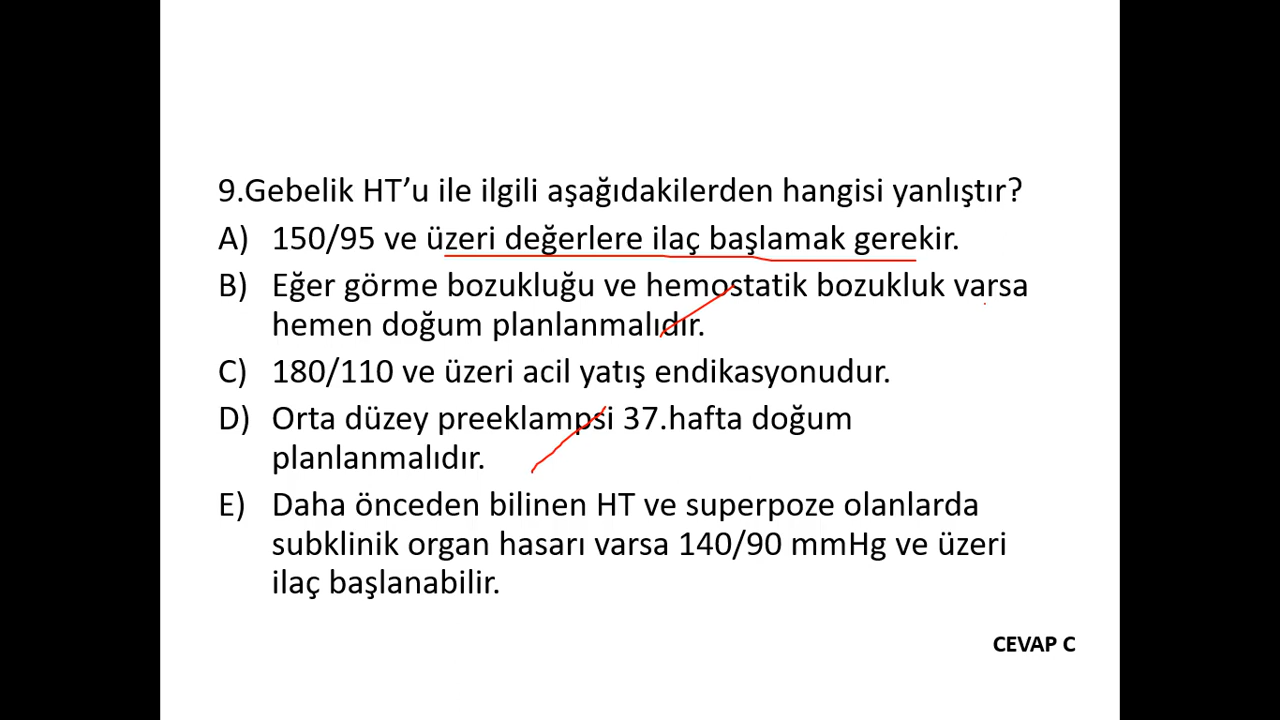 9.Gebelik HT’u ile ilgili aşağıdakilerden hangisi yanlıştır?
A) 150/95 ve üzeri değerlere ilaç başlamak gerekir.
B) Eğer görme bozukluğu ve hemostatik bozukluk varsa
hemen doğum planlanmalıdır.
C) 180/110 ve üzeri acil yatış endikasyonudur.
D) Orta düzey preeklampsi 37.hafta doğum
planlanmalıdır.
E) Daha önceden bilinen HT ve superpoze olanlarda
subklinik organ hasarı varsa 140/90 mmHg ve üzeri
ilaç başlanabilir.
CEVAP C